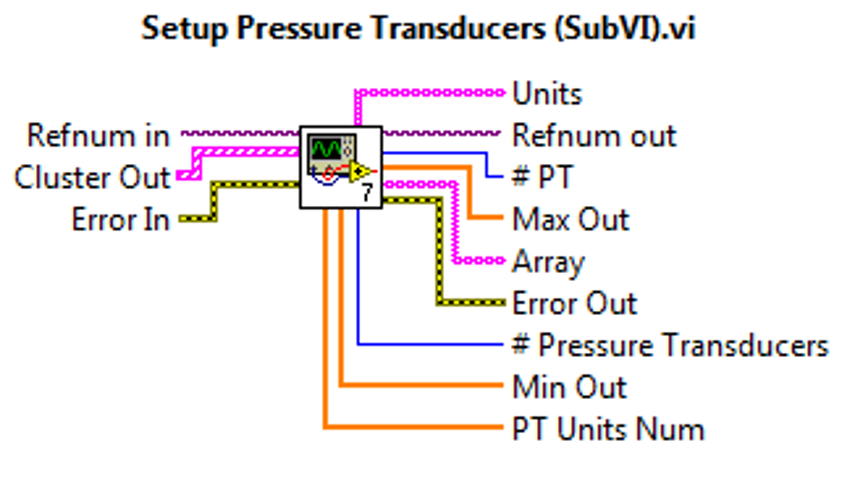 Setup Pressure Transducers (SubVI).vi
Units
Refnum in
Refnum out
Cluster Out
# PT
Error In
Max Out
Array
Error Out
# Pressure Transducers
Min Out
PT Units Num
7